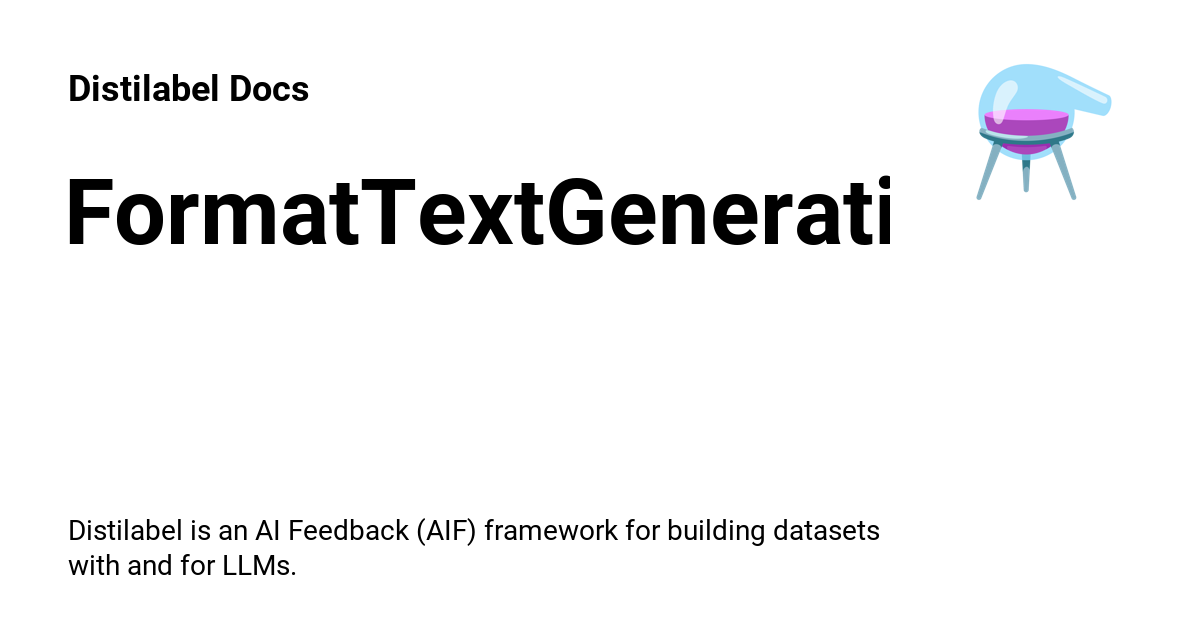 Distilabel Docs
FormatTextGenerati
Distilabel is an AI Feedback (AIF) framework for building datasets
with and for LLMs.